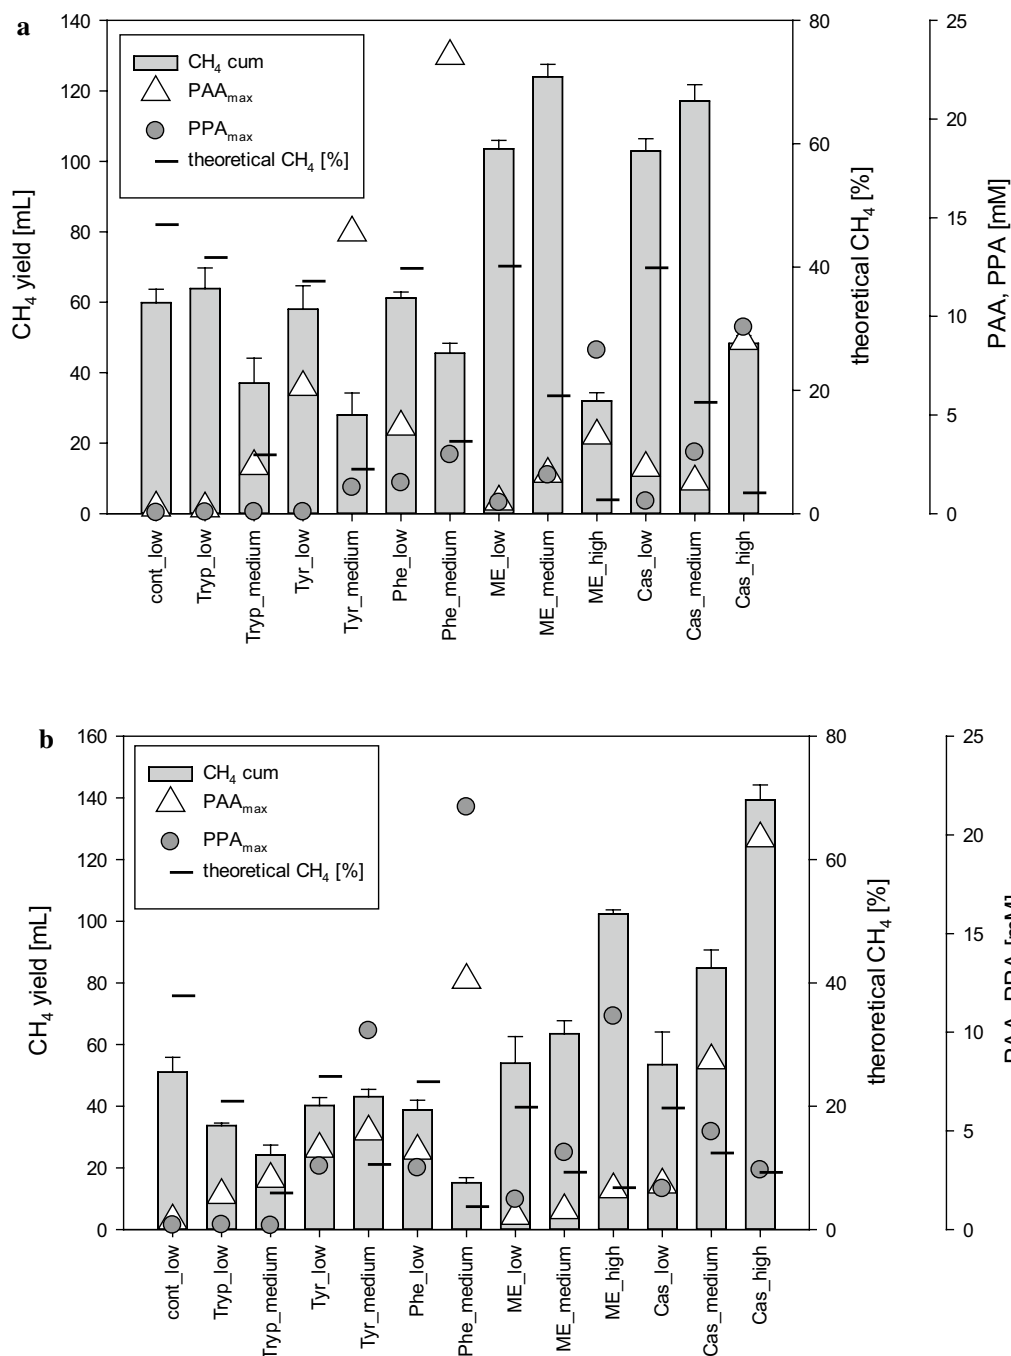 a
CH4 cum
PAAmax
PPAmax
theoretical CH4 [%]
CH4 yield [mL]
140
120
100
80
60
40
20
0
80
60
40
20
0
theoretical CH4 [%]
25
20
15
10
5
0
PAA, PPA [mM]
cont_low
Tryp_low
Tryp_medium
Tyr_low
Tyr_medium
Phe_low
Phe_medium
ME_low
ME_medium
ME_high
Cas_low
Cas_medium
Cas_high
b
CH4 cum
PAAmax
PPAmax
theroretical CH4 [%]
CH4 yield [mL]
160
140
120
100
80
60
40
20
0
80
60
40
20
0
theroretical CH4 [%]
25
20
15
10
5
0
PAA, PPA [mM]
cont_low
Tryp_low
Tryp_medium
Tyr_low
Tyr_medium
Phe_low
Phe_medium
ME_low
ME_medium
ME_high
Cas_low
Cas_medium
Cas_high